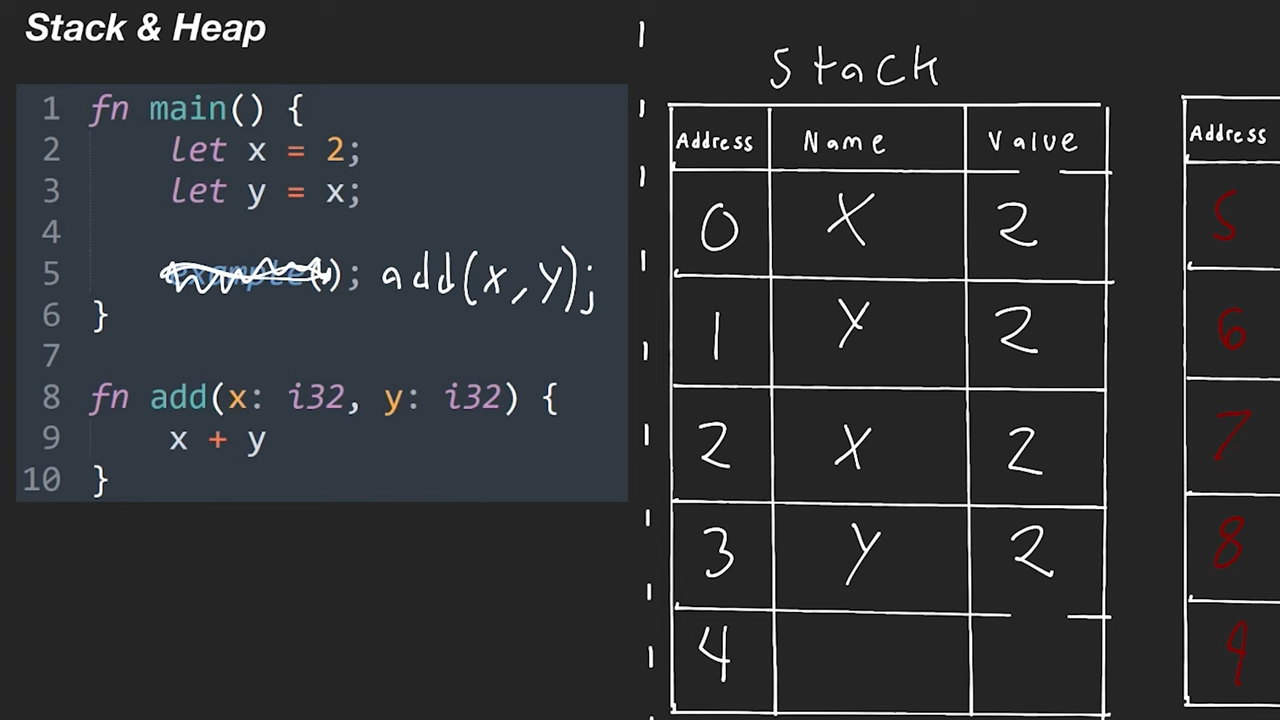 Stack & Heap
1 fn main() {
2 let x = 2;
3 let y = x;
4
5 example(); add(x, y);
6 }
7
8 fn add(x: i32, y: i32) {
9 x + y
10 }
Stack
Address Name Value
0 X 2
1 Y 2
2 X 2
3 y 2
4
Address
5
6
7
8
9